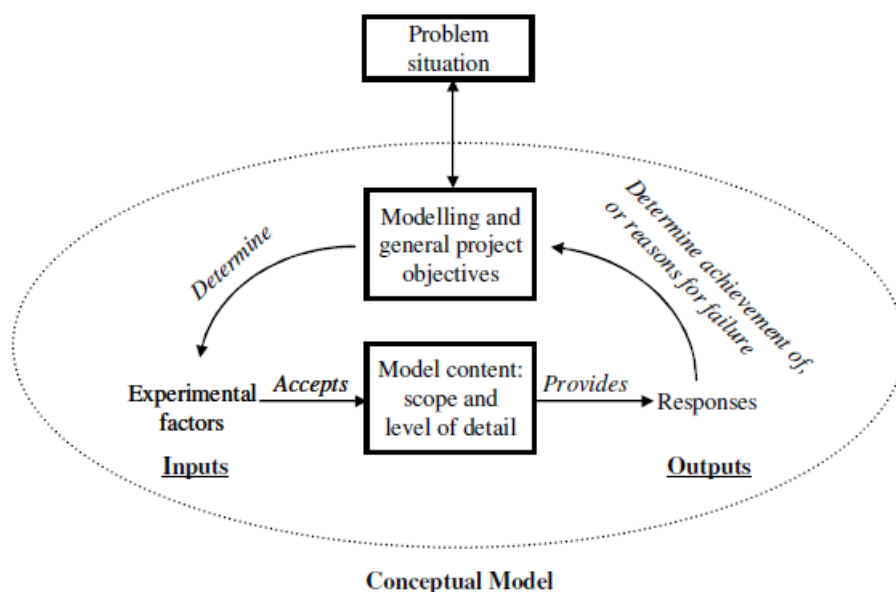 Problem
situation
Modelling and
general project
objectives
Determine
Determine achievement of,
or reasons for failure
Experimental
factors
Accepts
Model content:
scope and
level of detail
Provides
Responses
Inputs
Outputs
Conceptual Model